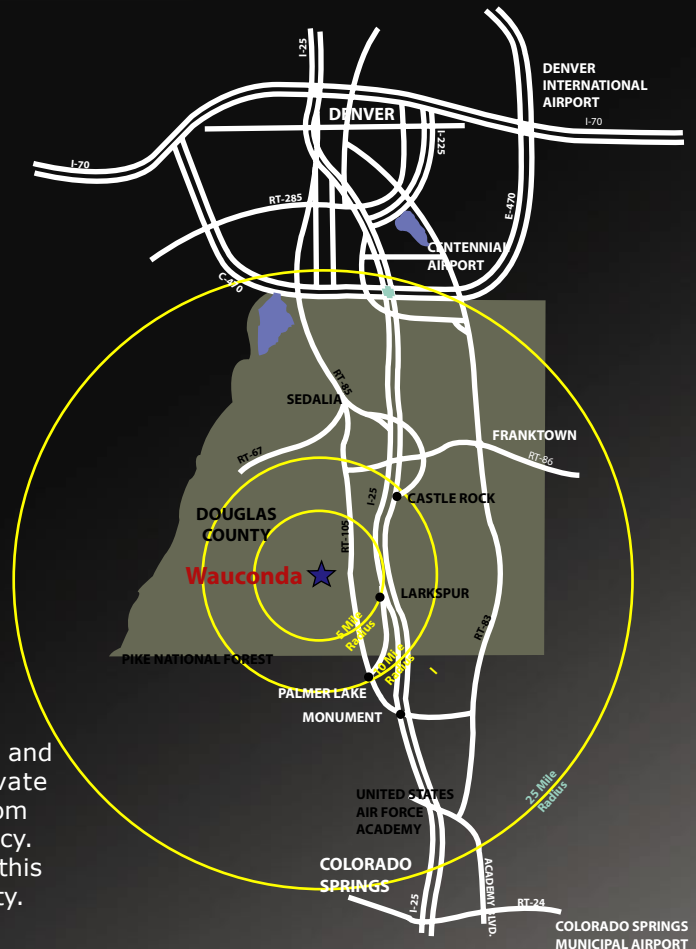 I-25
DENVER
INTERNATIONAL
AIRPORT
DENVER
I-70
I-225
I-70
RT-285
E-470
CENTENNIAL
AIRPORT
C-470
RT-85
SEDALIA
FRANKTOWN
RT-67
RT-86
I-25
CASTLE ROCK
DOUGLAS
COUNTY
RT-105
Wauconda
LARKSPUR
5 Mile
Radius
RT-83
PIKE NATIONAL FOREST
10 Mile
Radius
I
PALMER LAKE
MONUMENT
and
vate
om
cy.
this
ty.
25 Mile
Radius
UNITED STATES
AIR FORCE
ACADEMY
COLORADO
SPRINGS
ACADEMY BLVD.
I-25
RT-24
COLORADO SPRINGS
MUNICIPAL AIRPORT